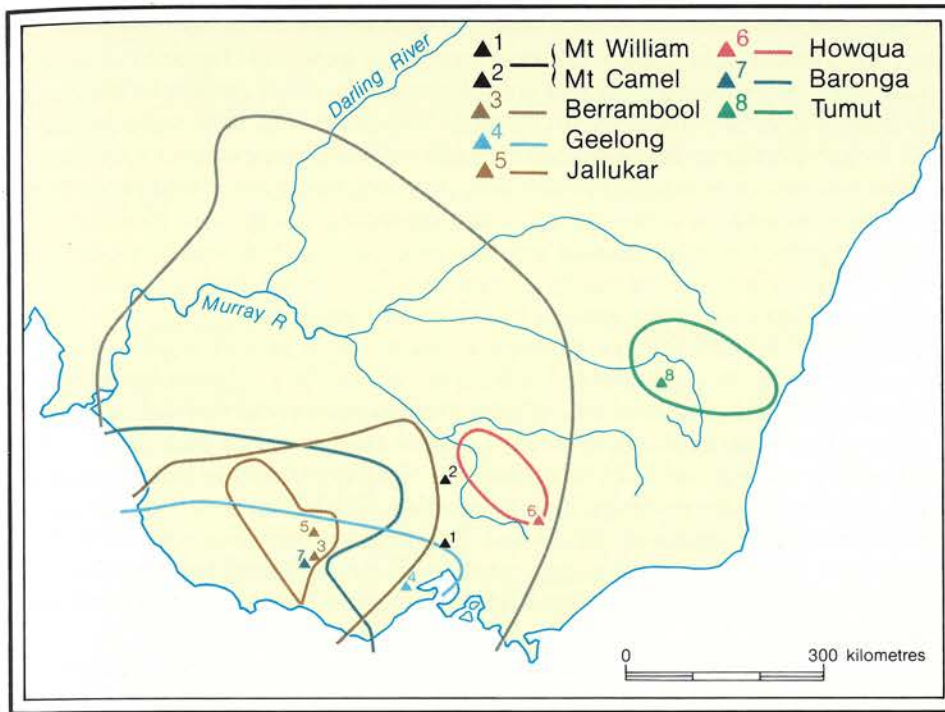 1 Mt William
2 Mt Camel
3 Berrambool
4 Geelong
5 Jallukar
6 Howqua
7 Baronga
8 Tumut
Darling River
Murray R
8
2
6
1
5
3
7
4
0 300 kilometres